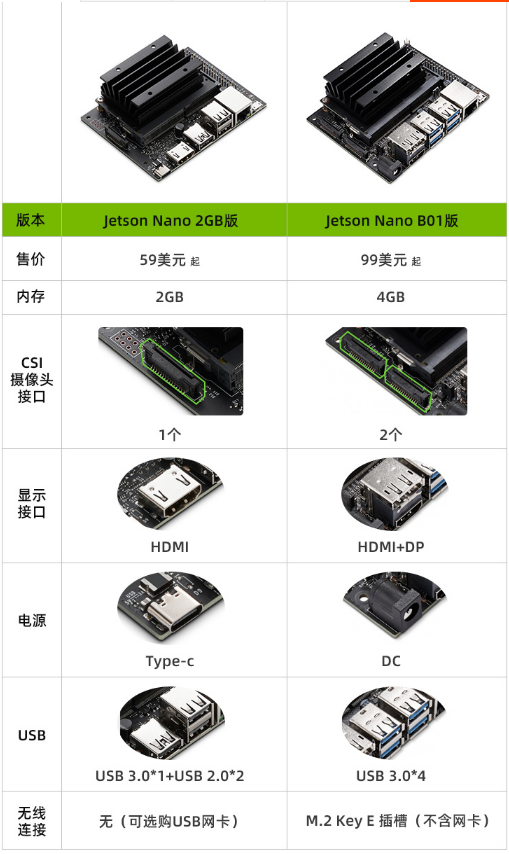 版本 Jetson Nano 2GB版 Jetson Nano B01版
售价 59美元 起 99美元 起
内存 2GB 4GB
CSI
摄像头
接口
1个 2个
显示
接口
HDMI HDMI+DP
电源
Type-c DC
USB
USB 3.0*1+USB 2.0*2 USB 3.0*4
无线
连接
无（可选购USB网卡） M.2 Key E 插槽（不含网卡）